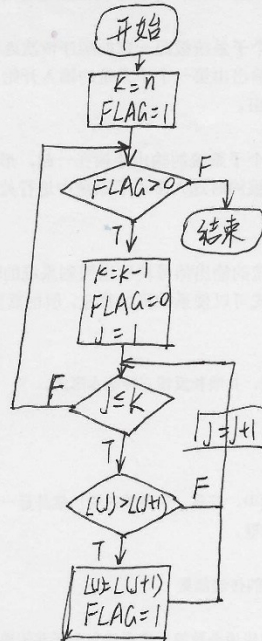 开始
K=n
FLAG=1
FLAG>0
F
T
结束
K=K-1
FLAG=0
J=1
J≤K
F
T
J=J+1
L(J)>L(J+1)
F
T
L(J)=L(J+1)
FLAG=1